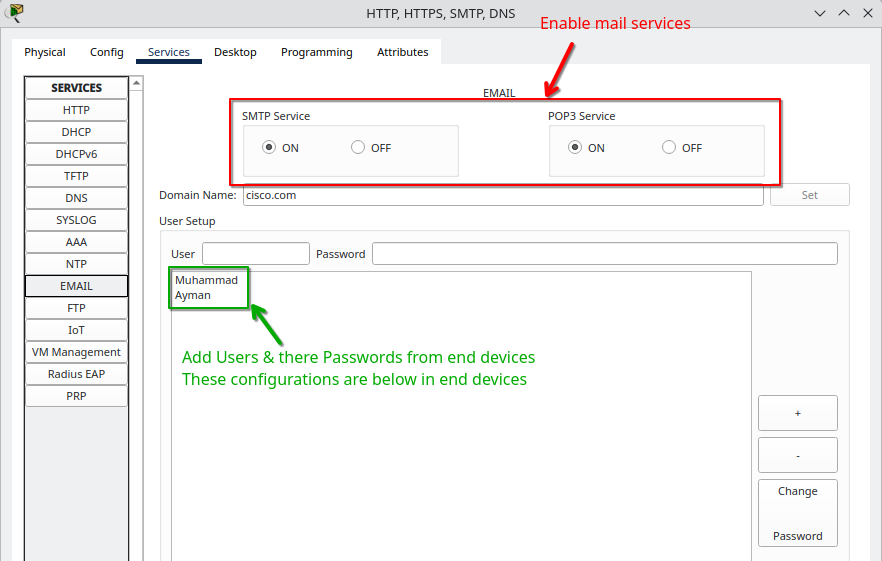 HTTP, HTTPS, SMTP, DNS
Enable mail services
Physical Config Services Desktop Programming Attributes
SERVICES
HTTP
DHCP
DHCPv6
TFTP
DNS
SYSLOG
AAA
NTP
EMAIL
FTP
IoT
VM Management
Radius EAP
PRP
EMAIL
SMTP Service POP3 Service
ON OFF ON OFF
Domain Name: cisco.com Set
User Setup
User Password
Muhammad
Ayman
Add Users & there Passwords from end devices
These configurations are below in end devices
+
-
Change
Password